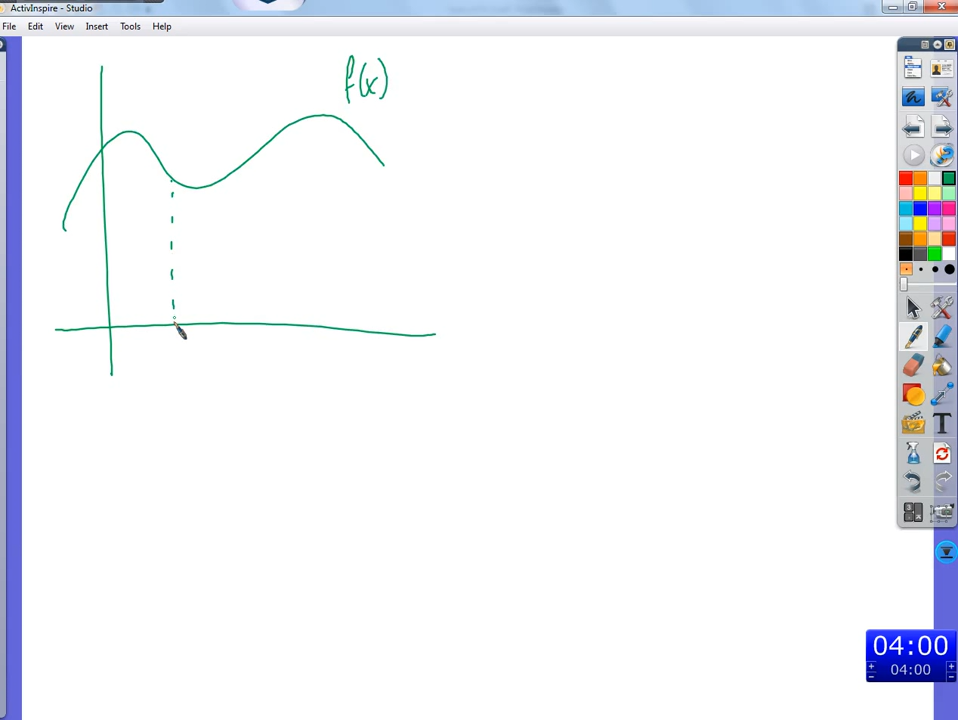 ActivInspire - Studio
File Edit View Insert Tools Help
f(x)
04:00
04:00